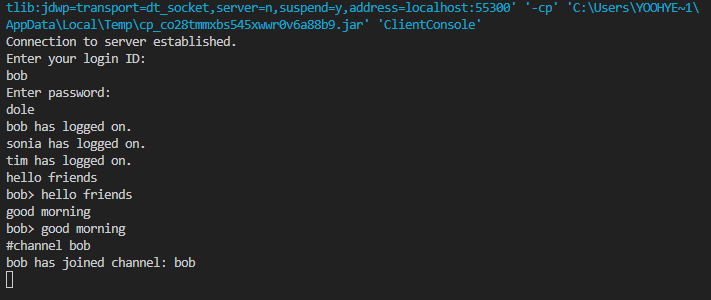 tlib:jdwp=transport=dt_socket,server=n,suspend=y,address=localhost:55300' '-cp' 'C:\Users\YOOHYE~1\
AppData\Local\Temp\cp_co28tmmxbs545xwwr0v6a88b9.jar' 'ClientConsole'
Connection to server established.
Enter your login ID:
bob
Enter password:
dole
bob has logged on.
sonia has logged on.
tim has logged on.
hello friends
bob> hello friends
good morning
bob> good morning
#channel bob
bob has joined channel: bob